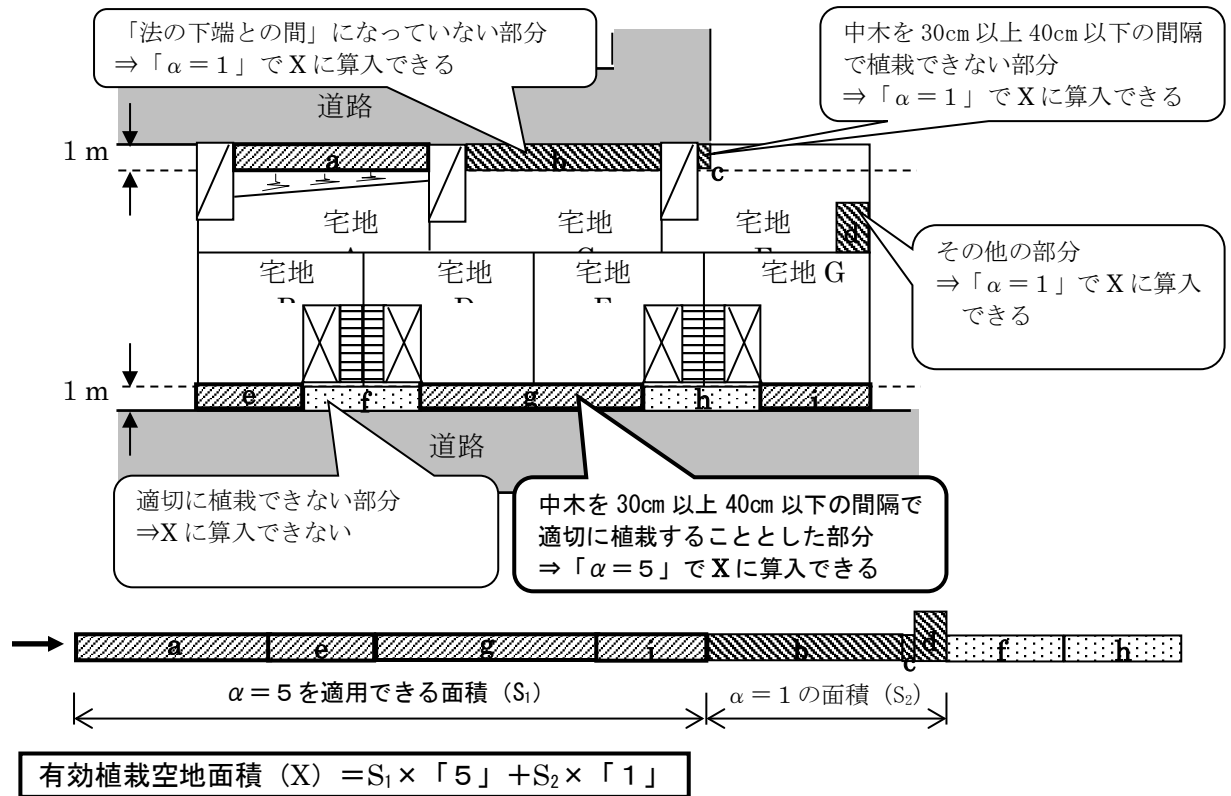 「法の下端との間」になっていない部分
⇒「α＝1」でXに算入できる
中木を30cm以上40cm以下の間隔
で植栽できない部分
⇒「α＝1」でXに算入できる
道路
1 m
a
b
c
宅地
宅地
宅地
d
その他の部分
⇒「α＝1」でXに算入
できる
宅地
宅地
宅地
宅地 G
1 m
e
f
g
h
i
道路
適切に植栽できない部分
⇒Xに算入できない
中木を30cm以上40cm以下の間隔で
適切に植栽することとした部分
⇒「α＝5」でXに算入できる
a
e
g
i
b
c
d
f
h
α＝5を適用できる面積（S₁）
α＝1の面積（S₂）
有効植栽空地面積（X）＝S₁×「5」＋S₂×「1」